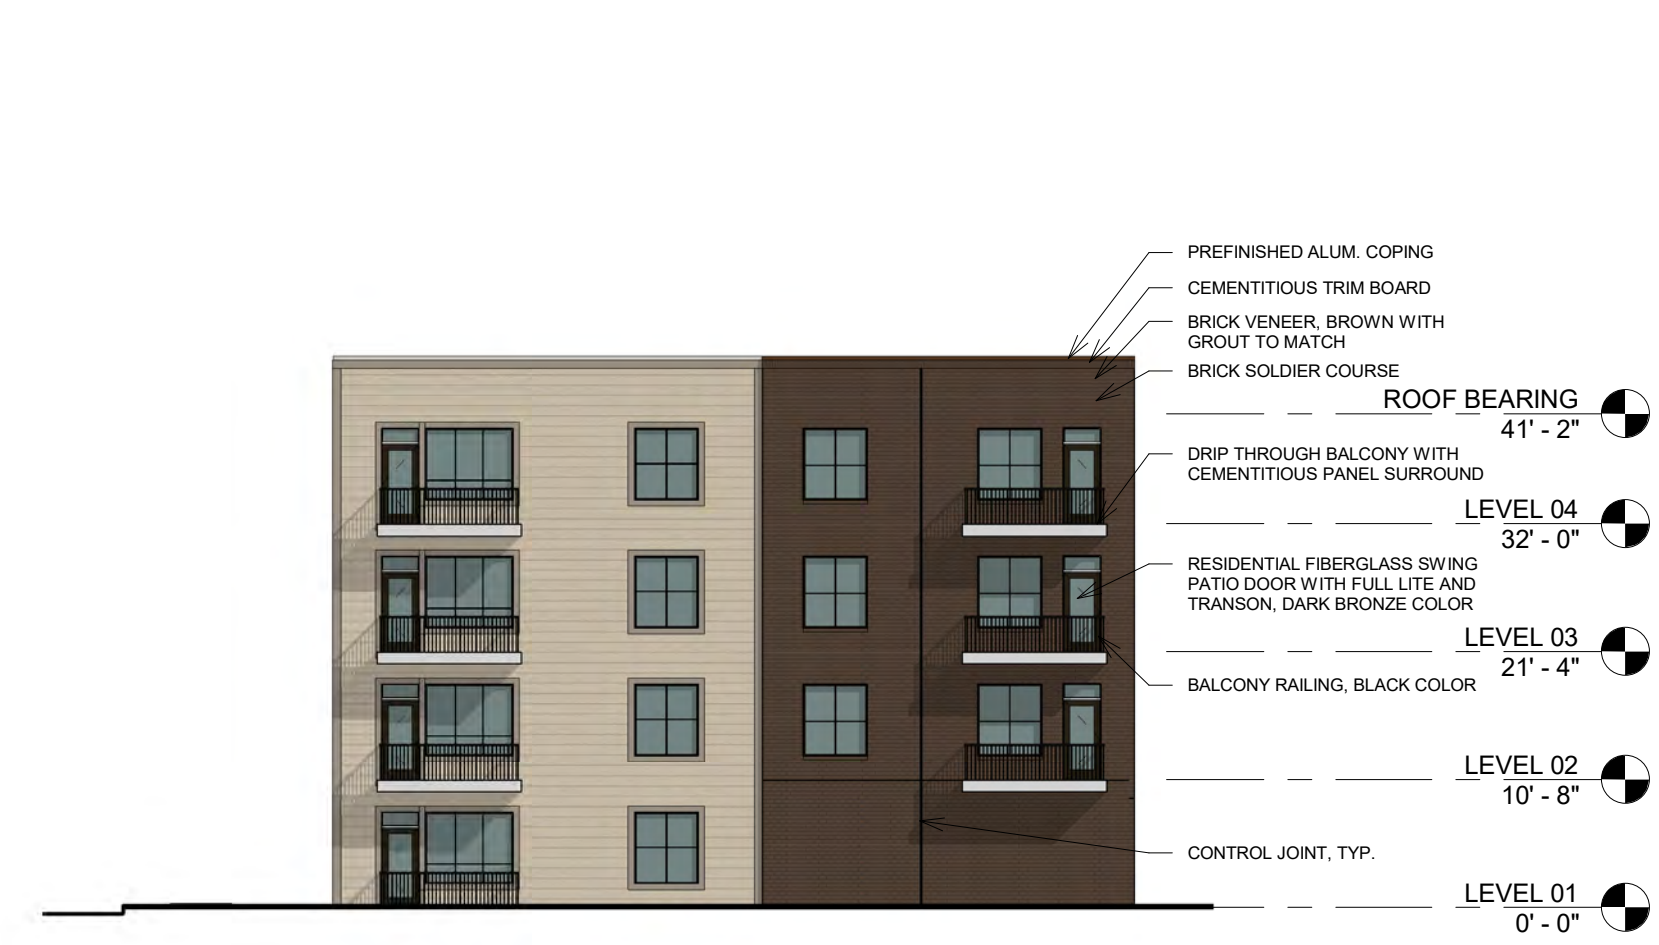 PREFINISHED ALUM. COPING
CEMENTITIOUS TRIM BOARD
BRICK VENEER, BROWN WITH
GROUT TO MATCH
BRICK SOLDIER COURSE
ROOF BEARING
41' - 2"
DRIP THROUGH BALCONY WITH
CEMENTITIOUS PANEL SURROUND
LEVEL 04
32' - 0"
RESIDENTIAL FIBERGLASS SWING
PATIO DOOR WITH FULL LITE AND
TRANSON, DARK BRONZE COLOR
LEVEL 03
21' - 4"
BALCONY RAILING, BLACK COLOR
LEVEL 02
10' - 8"
CONTROL JOINT, TYP.
LEVEL 01
0' - 0"